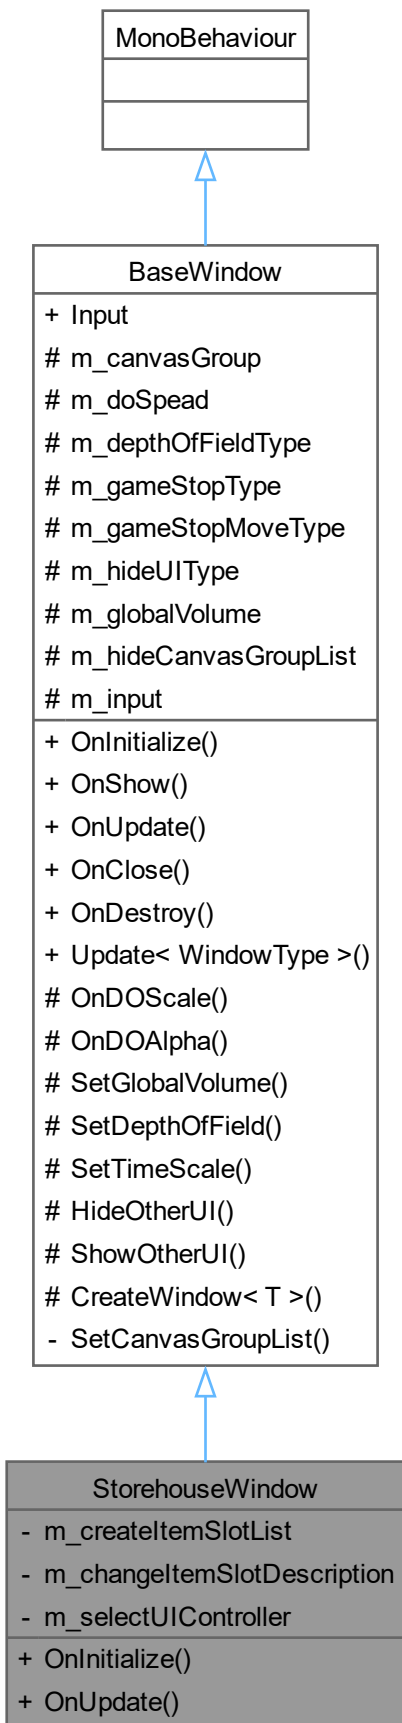 MonoBehaviour
BaseWindow
+ Input
# m_canvasGroup
# m_doSpead
# m_depthOfFieldType
# m_gameStopType
# m_gameStopMoveType
# m_hideUIType
# m_globalVolume
# m_hideCanvasGroupList
# m_input
+ OnInitialize()
+ OnShow()
+ OnUpdate()
+ OnClose()
+ OnDestroy()
+ Update< WindowType >()
# OnDOScale()
# OnDOAlpha()
# SetGlobalVolume()
# SetDepthOfField()
# SetTimeScale()
# HideOtherUI()
# ShowOtherUI()
# CreateWindow< T >()
- SetCanvasGroupList()
StorehouseWindow
- m_createItemSlotList
- m_changeItemSlotDescription
- m_selectUIController
+ OnInitialize()
+ OnUpdate()